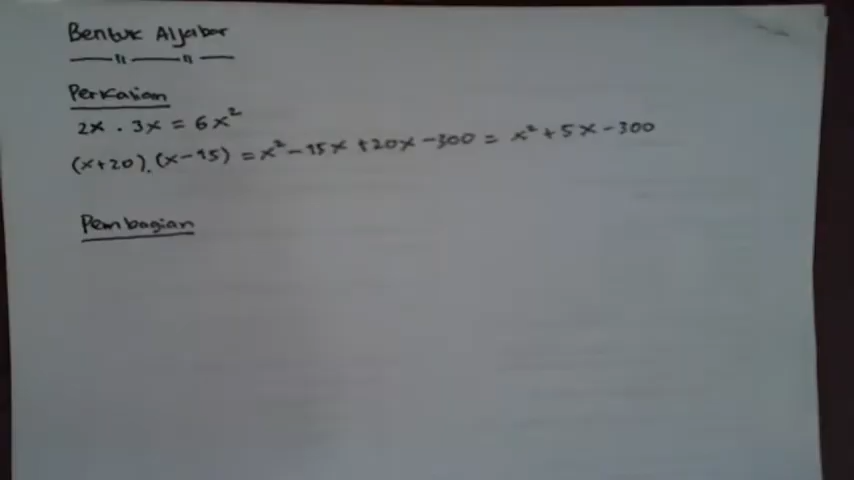 Bentuk Aljabar
Perkalian
2x . 3x = 6x²
(x+20).(x-15) = x² - 15x + 20x - 300 = x² + 5x - 300
Pembagian